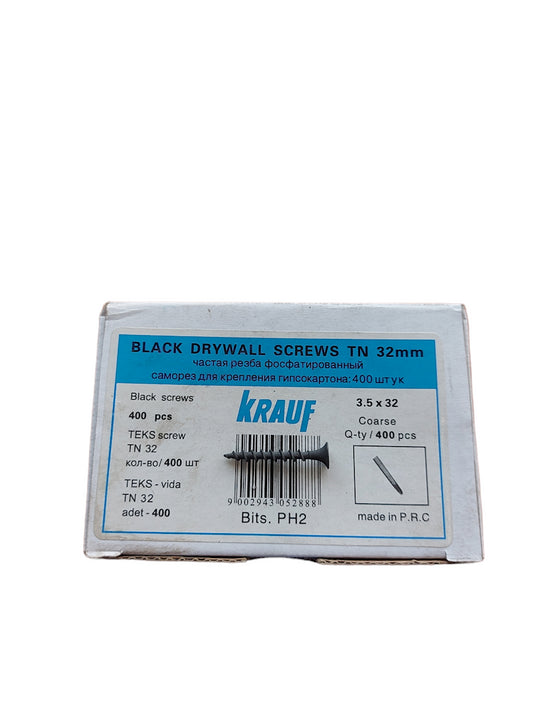 BLACK DRYWALL SCREWS TN 32mm
частая резба фосфатированный
саморез для крепления гипсокартона: 400 штук
Black screws
400 pcs
TEKS screw
TN 32
кол-во/ 400 шт
TEKS - vida
TN 32
adet - 400
KRAUF
9 002943 052888
Bits, PH2
3.5 x 32
Coarse
Q-ty / 400 pcs
made in P.R.C